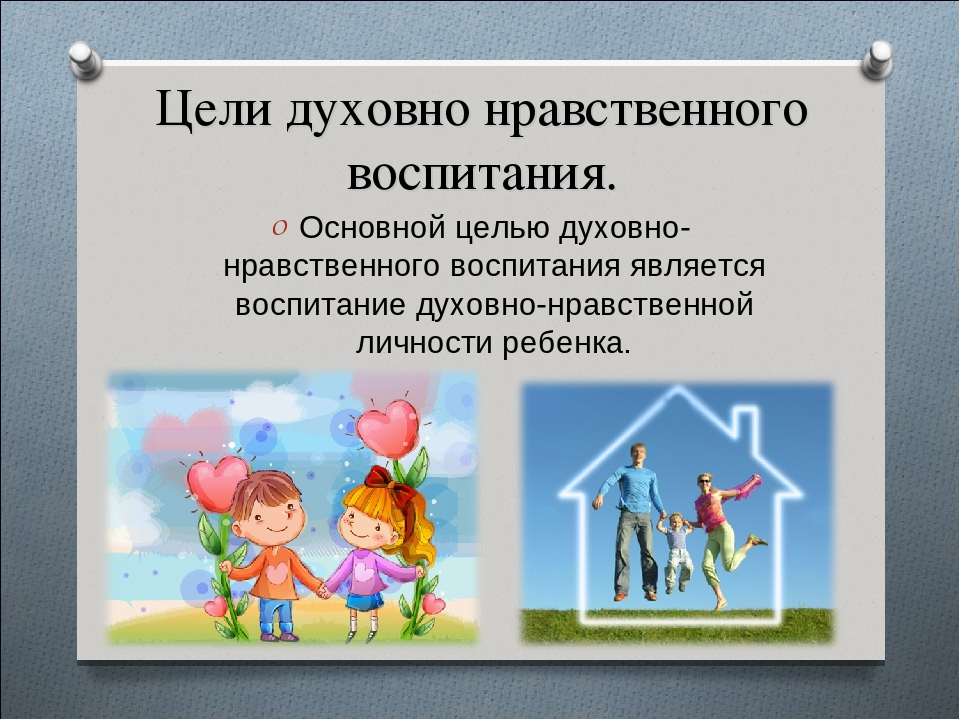 Цели духовно нравственного
воспитания.
Основной целью духовно-
нравственного воспитания является
воспитание духовно-нравственной
личности ребенка.